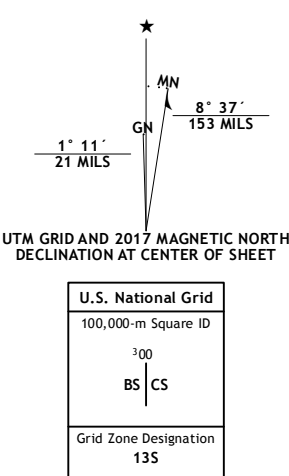 ★
MN
GN
8° 37´
153 MILS
1° 11´
21 MILS
UTM GRID AND 2017 MAGNETIC NORTH
DECLINATION AT CENTER OF SHEET
U.S. National Grid
100,000-m Square ID
³00
BS CS
Grid Zone Designation
13S